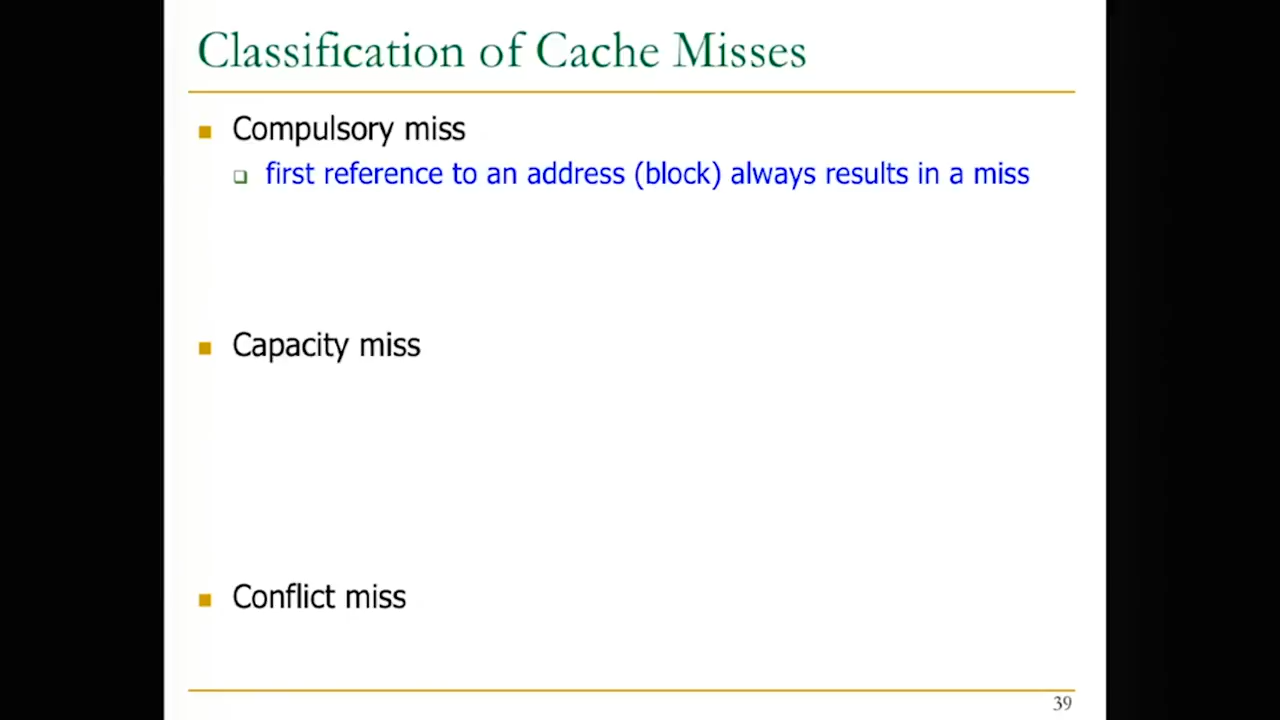 Classification of Cache Misses
Compulsory miss
first reference to an address (block) always results in a miss
Capacity miss
Conflict miss
39